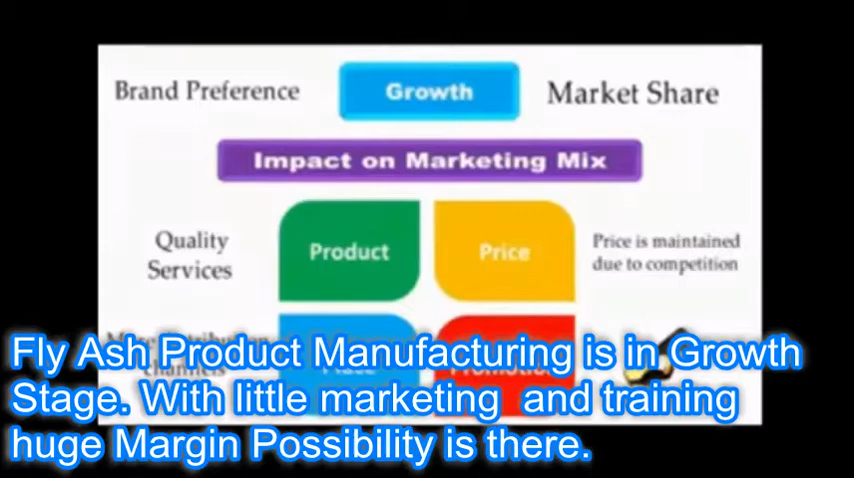 Brand Preference
Growth
Market Share
Impact on Marketing Mix
Quality
Services
Product
Price
Price is maintained
due to competition
Fly Ash Product Manufacturing is in Growth
Stage. With little marketing and training
huge Margin Possibility is there.